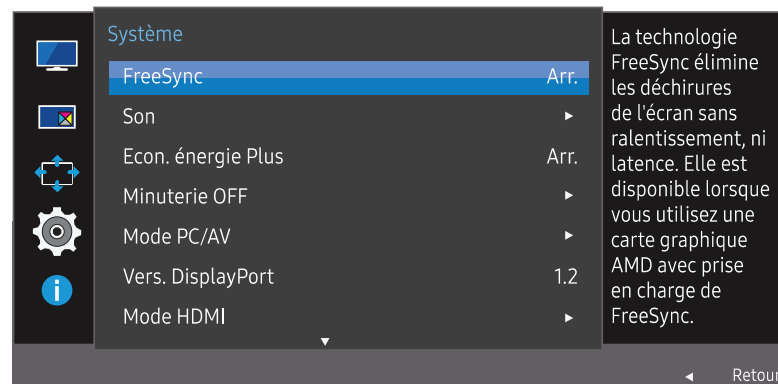 Système
FreeSync Arr.
Son ►
Econ. énergie Plus Arr.
Minuterie OFF ►
Mode PC/AV ►
Vers. DisplayPort 1.2
Mode HDMI ►
▼
La technologie
FreeSync élimine
les déchirures
de l'écran sans
ralentissement, ni
latence. Elle est
disponible lorsque
vous utilisez une
carte graphique
AMD avec prise
en charge de
FreeSync.
◄ Retour